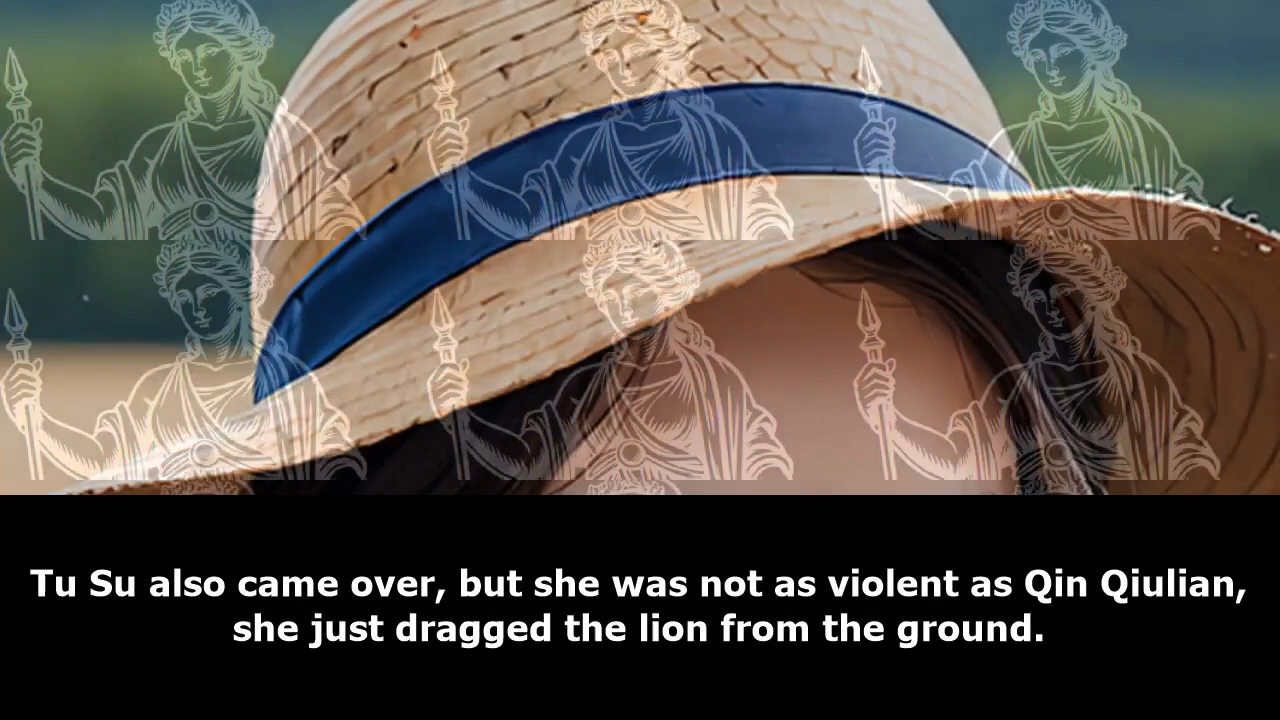 Tu Su also came over, but she was not as violent as Qin Qiulian,
she just dragged the lion from the ground.